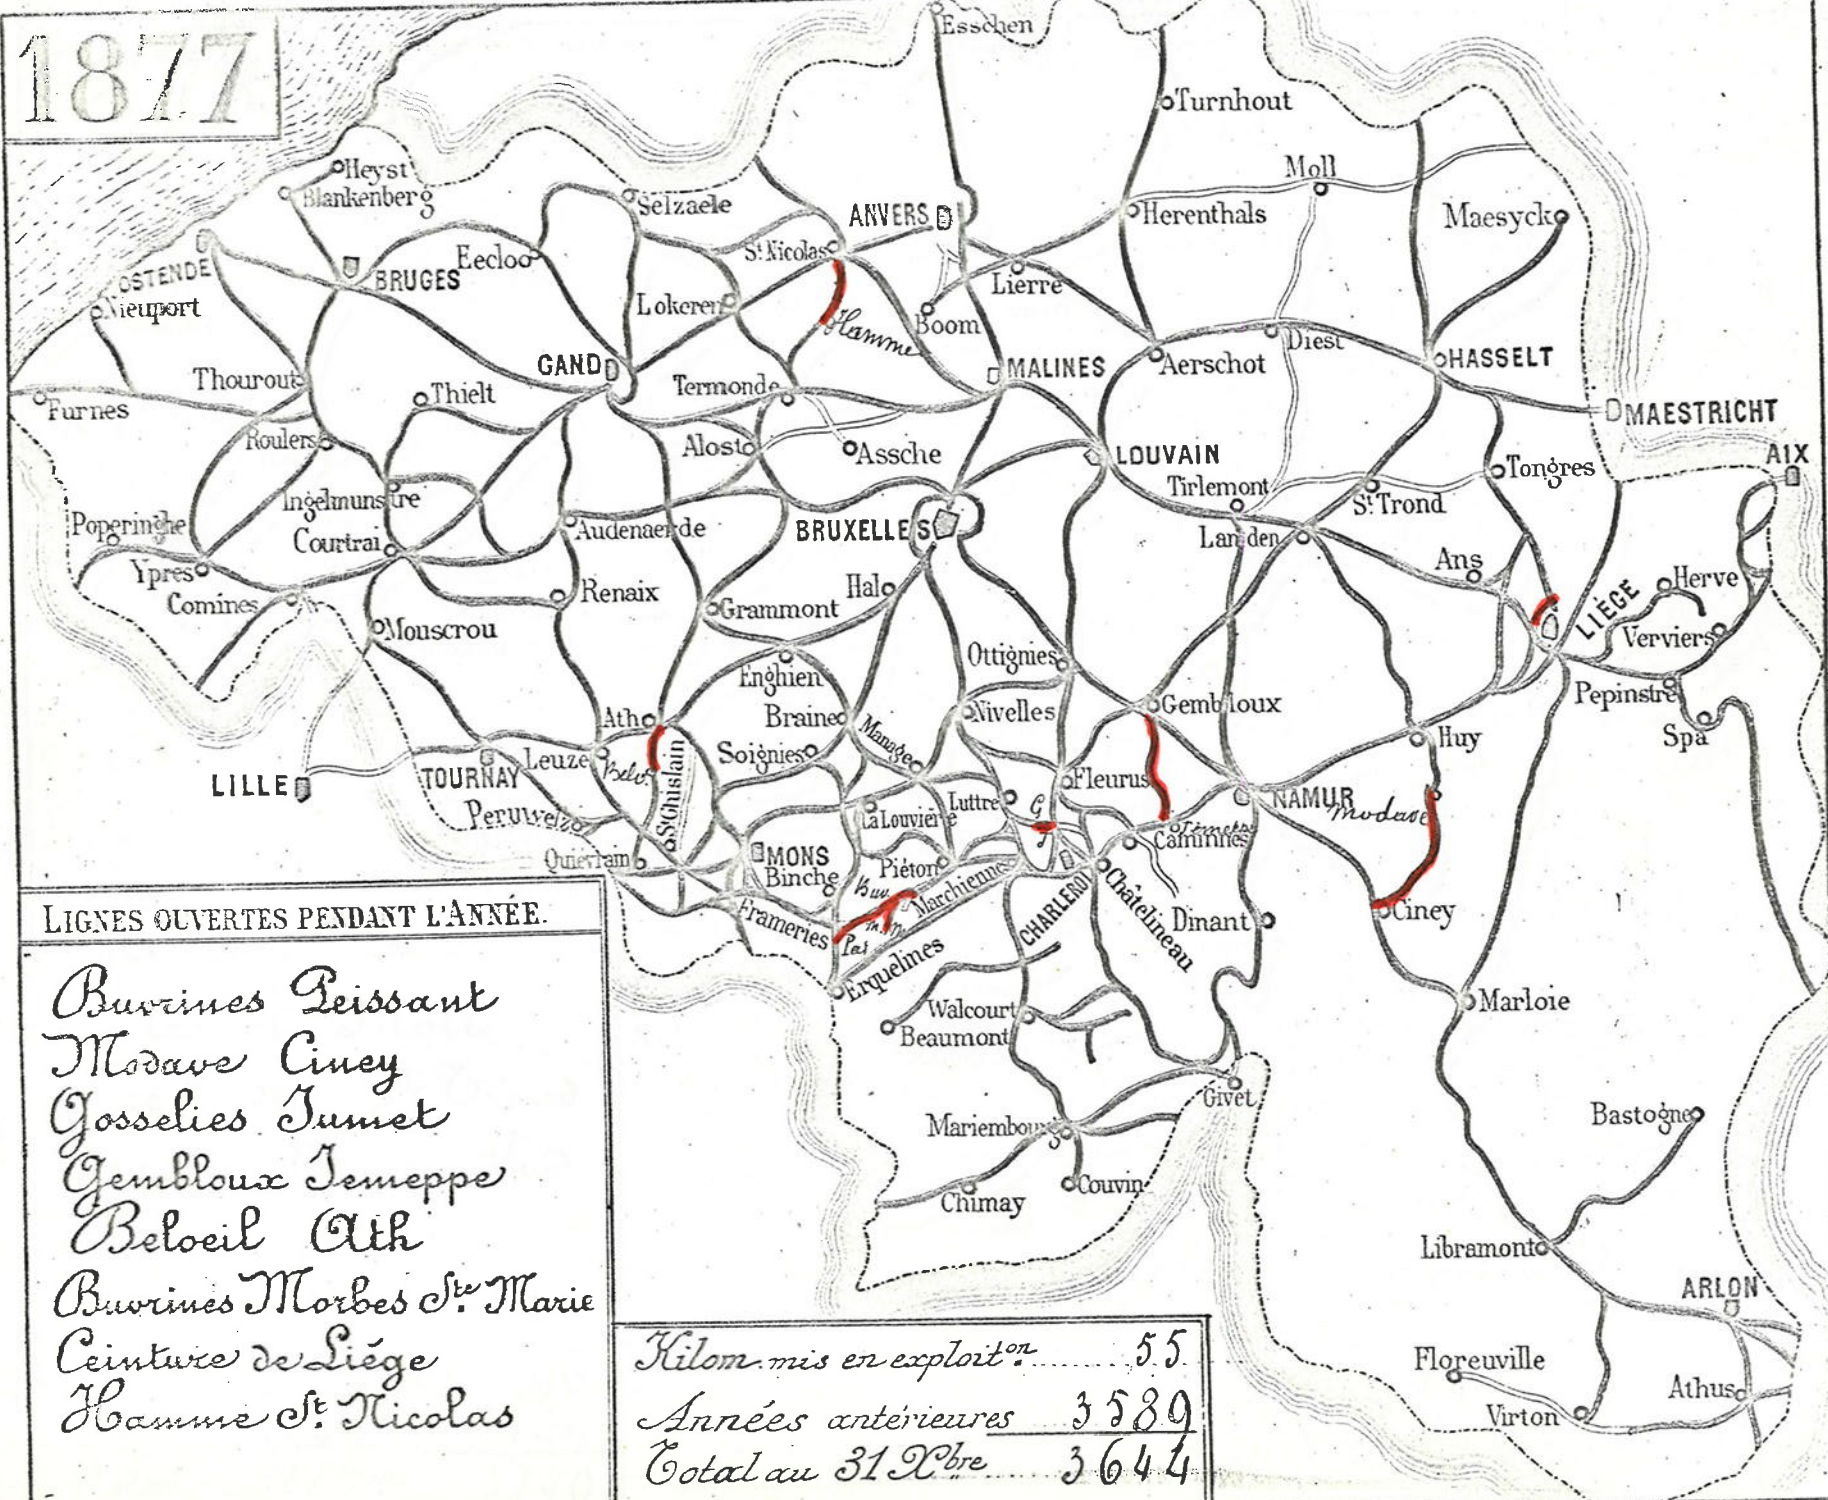 1877
Esschen
Turnhout
Heyst
Blankenberg
Selzaele
ANVERS
Moll
Herenthals
Maesyck
OSTENDE
BRUGES
Eecloo
St. Nicolas
Lierre
Nieuport
Lokeren
Hamme
Boom
Diest
GAND
Termonde
MALINES
Aerschot
HASSELT
Thourout
Thielt
Furnes
MAESTRICHT
Roulers
Alost
Assche
LOUVAIN
AIX
Tongres
Ingelmunstre
Tirlemont
St. Trond
Poperinghe
Courtrai
Audenaerde
BRUXELLES
Landen
Ypres
Ans
Comines
Renaix
Grammont
Hal
LIÉGE
Herve
Mouscrou
Verviers
Ottignies
Enghien
Pepinstre
Ath
Braine
Manage
Nivelles
Gembloux
Huy
Spa
Leuze
Belœil
St. Ghislain
Soignies
LILLE
TOURNAY
Fleurus
Peruwelz
La Louvière
Luttre
G
J
NAMUR
Modave
Jemeppe
Quievrain
MONS
Piéton
Tamines
Binche
Buv
Marchienne
Frameries
M. M
Pei
CHARLEROI
Châtelineau
Dinant
Ciney
Erquelines
Walcourt
Beaumont
Marloie
Givet
Mariembourg
Bastogne
Chimay
Couvin
Libramont
ARLON
Floreuville
Athus
Virton
LIGNES OUVERTES PENDANT L'ANNÉE.
Buvrines Peissant
Modave Ciney
Gosselies Jumet
Gembloux Jemeppe
Beloeil Ath
Buvrines Morbes Ste. Marie
Ceinture de Liége
Hamme St. Nicolas
Kilom. mis en exploiton ......... 55
Années antérieures 3589
Total au 31 Xbre ......... 3644